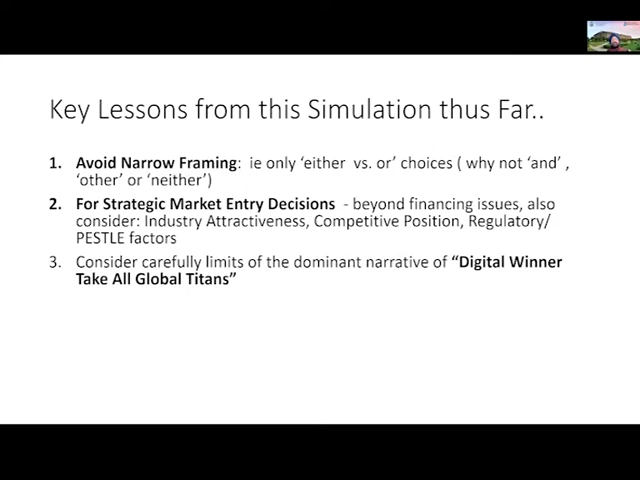 Key Lessons from this Simulation thus Far..
1. Avoid Narrow Framing: ie only ‘either vs. or’ choices ( why not ‘and’ ,
‘other’ or ‘neither’)
2. For Strategic Market Entry Decisions - beyond financing issues, also
consider: Industry Attractiveness, Competitive Position, Regulatory/
PESTLE factors
3. Consider carefully limits of the dominant narrative of “Digital Winner
Take All Global Titans”